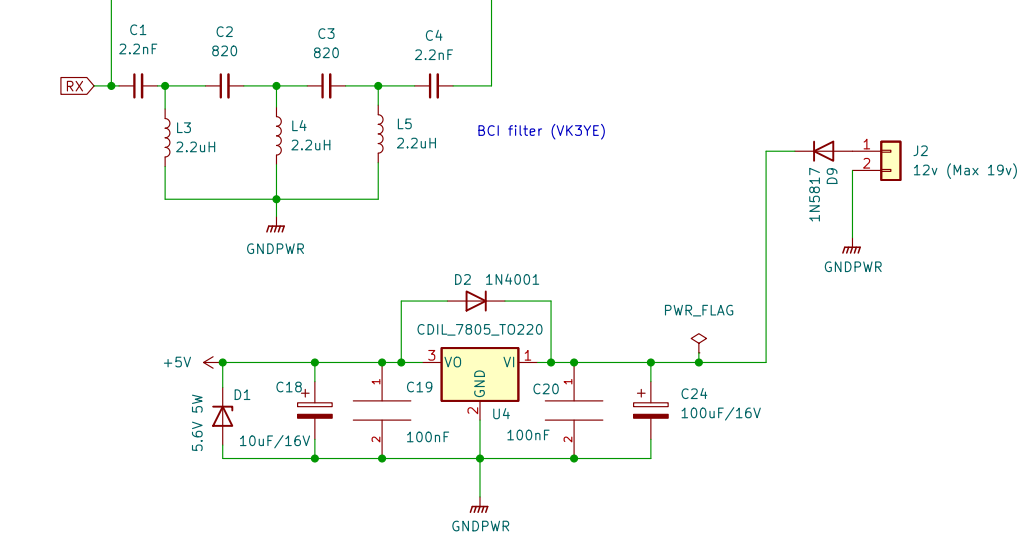 C1
2.2nF
C2
820
C3
820
C4
2.2nF
RX
L3
2.2uH
L4
2.2uH
L5
2.2uH
BCI filter (VK3YE)
GNDPWR
1N5817
D9
1
2
J2
12v (Max 19v)
GNDPWR
D2 1N4001
CDIL_7805_TO220
PWR_FLAG
+5V
3
VO
VI
1
GND
2
U4
D1
5.6V 5W
C18
+
10uF/16V
1
C19
2
100nF
C20
1
100nF
2
+
C24
100uF/16V
GNDPWR